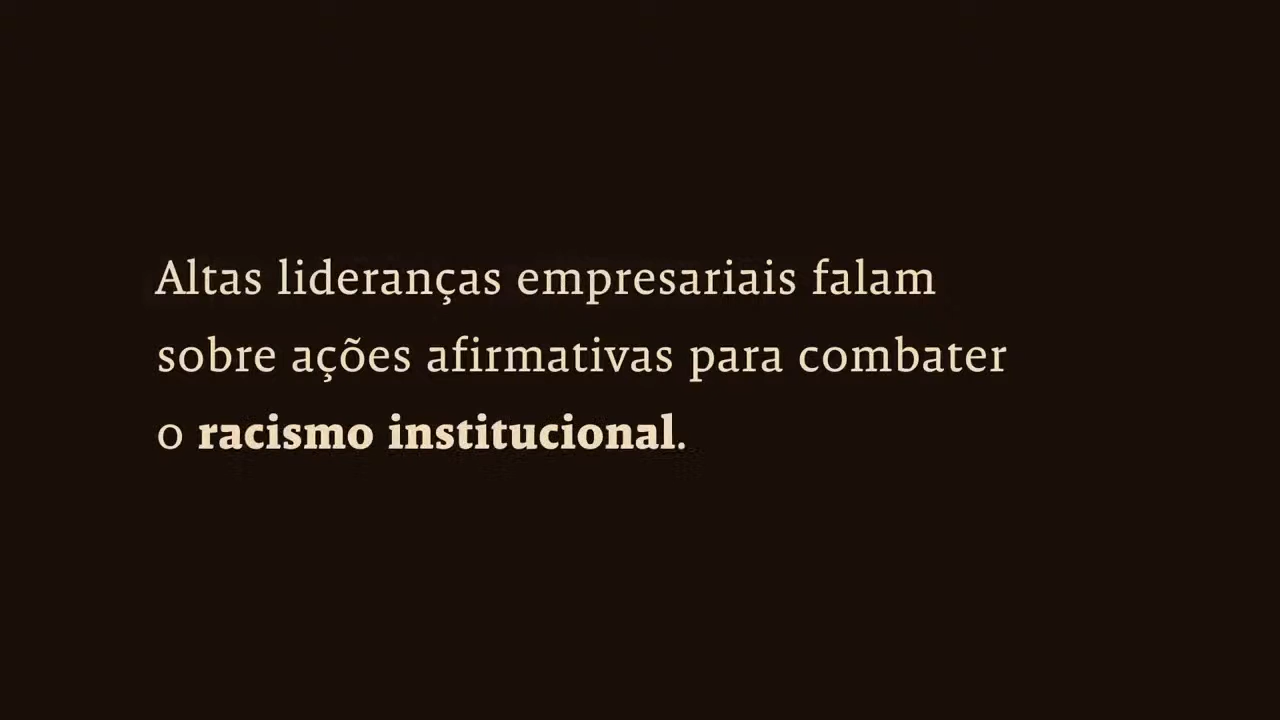 Altas lideranças empresariais falam
sobre ações afirmativas para combater
o racismo institucional.